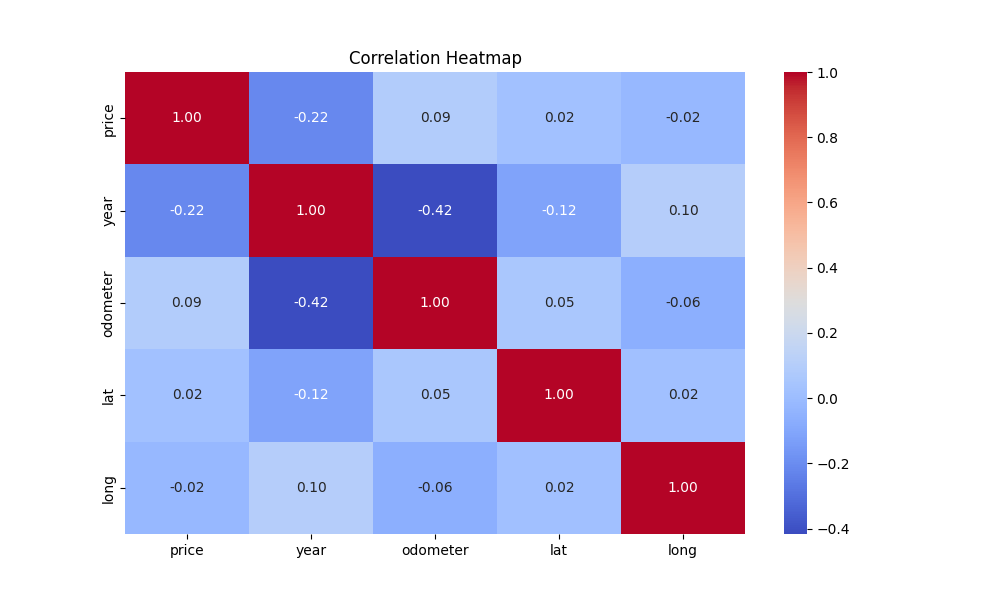 Correlation Heatmap
price 1.00 -0.22 0.09 0.02 -0.02
year -0.22 1.00 -0.42 -0.12 0.10
odometer 0.09 -0.42 1.00 0.05 -0.06
lat 0.02 -0.12 0.05 1.00 0.02
long -0.02 0.10 -0.06 0.02 1.00
price year odometer lat long
1.0
0.8
0.6
0.4
0.2
0.0
−0.2
−0.4